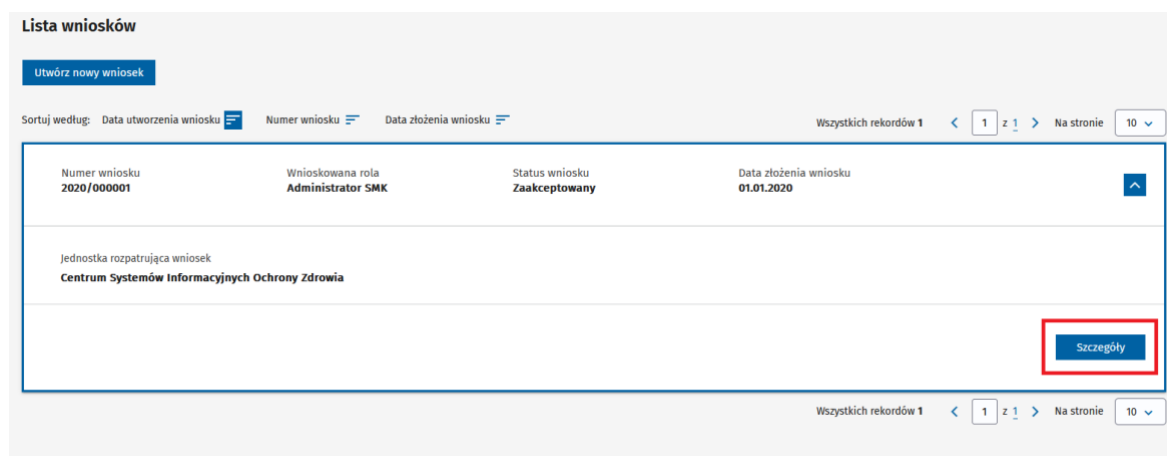 Lista wniosków
Utwórz nowy wniosek
Sortuj według: Data utworzenia wniosku Numer wniosku Data złożenia wniosku Wszystkich rekordów 1 1 z 1 Na stronie 10
Numer wniosku Wnioskowana rola Status wniosku Data złożenia wniosku
2020/000001 Administrator SMK Zaakceptowany 01.01.2020
Jednostka rozpatrująca wniosek
Centrum Systemów Informacyjnych Ochrony Zdrowia
Szczegóły
Wszystkich rekordów 1 1 z 1 Na stronie 10